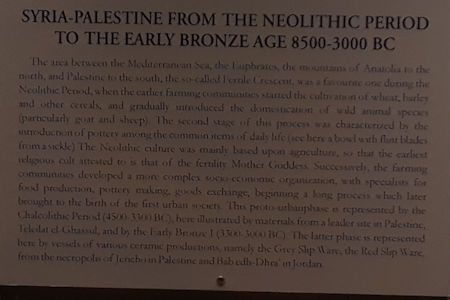 SYRIA-PALESTINE FROM THE NEOLITHIC PERIOD
TO THE EARLY BRONZE AGE 8500-3000 BC
The area between the Mediterranean Sea, the Euphrates, the mountains of Anatolia to the
north, and Palestine to the south, the so-called Fertile Crescent, was a favourite one during the
Neolithic Period, when the earlier farming communities started the cultivation of wheat, barley
and other cereals, and gradually introduced the domestication of wild animal species
(particularly goat and sheep). The second stage of this process was characterized by the
introduction of pottery among the common items of daily life (see here a bowl with flint blades
from a sickle). The Neolithic culture was mainly based upon agriculture, so that the earliest
religious cult attested to is that of the fertility Mother Goddess. Successively, the farming
communities developed a more complex socio-economic organization, with specialists for
food production, pottery making, goods exchange, beginning a long process which later
brought to the birth of the first urban society. This proto-urban phase is represented by the
Chalcolithic Period (4500-3300 BC), here illustrated by materials from a leader site in Palestine,
Teleilat el-Ghassul, and by the Early Bronze I (3300-3000 BC). The latter phase is represented
here by vessels of various ceramic productions, namely the Grey Slip Ware, the Red Slip Ware,
from the necropolis of Jericho in Palestine and Bab edh-Dhra' in Jordan.